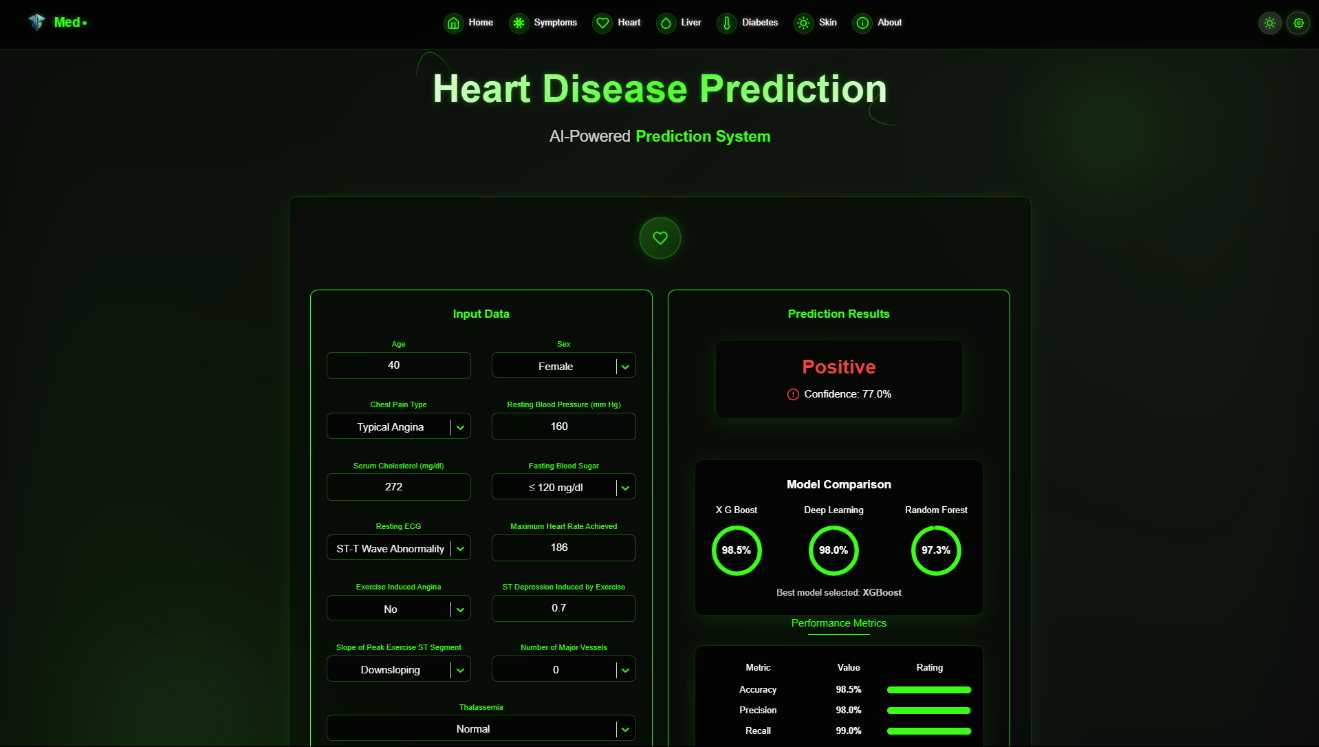 Med•
Home Symptoms Heart Liver Diabetes Skin About
Heart Disease Prediction
AI-Powered Prediction System
Input Data
Age
40
Sex
Female
Chest Pain Type
Typical Angina
Resting Blood Pressure (mm Hg)
160
Serum Cholesterol (mg/dl)
272
Fasting Blood Sugar
≤ 120 mg/dl
Resting ECG
ST-T Wave Abnormality
Maximum Heart Rate Achieved
186
Exercise Induced Angina
No
ST Depression Induced by Exercise
0.7
Slope of Peak Exercise ST Segment
Downsloping
Number of Major Vessels
0
Thalassemia
Normal
Prediction Results
Positive
Confidence: 77.0%
Model Comparison
X G Boost Deep Learning Random Forest
98.5% 98.0% 97.3%
Best model selected: XGBoost
Performance Metrics
Metric Value Rating
Accuracy 98.5%
Precision 98.0%
Recall 99.0%